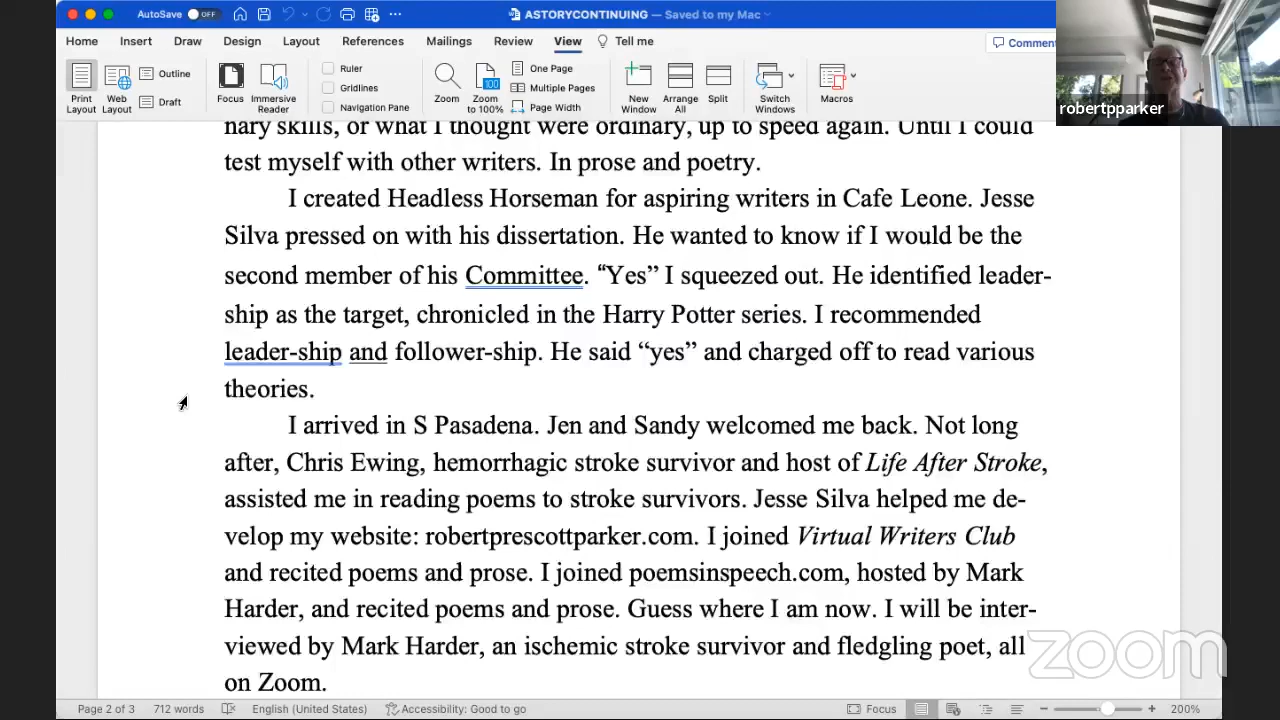 AutoSave OFF ASTORYCONTINUING — Saved to my Mac
Home Insert Draw Design Layout References Mailings Review View Tell me Commen
Print Layout Web Layout Outline Draft Focus Immersive Reader Ruler Gridlines Navigation Pane Zoom Zoom to 100% 100 One Page Multiple Pages Page Width New Window Arrange All Split Switch Windows Macros
robertpparker
nary skills, or what I thought were ordinary, up to speed again. Until I could
test myself with other writers. In prose and poetry.
I created Headless Horseman for aspiring writers in Cafe Leone. Jesse
Silva pressed on with his dissertation. He wanted to know if I would be the
second member of his Committee. “Yes” I squeezed out. He identified leader-
ship as the target, chronicled in the Harry Potter series. I recommended
leader-ship and follower-ship. He said “yes” and charged off to read various
theories.
I arrived in S Pasadena. Jen and Sandy welcomed me back. Not long
after, Chris Ewing, hemorrhagic stroke survivor and host of Life After Stroke,
assisted me in reading poems to stroke survivors. Jesse Silva helped me de-
velop my website: robertprescottparker.com. I joined Virtual Writers Club
and recited poems and prose. I joined poemsinspeech.com, hosted by Mark
Harder, and recited poems and prose. Guess where I am now. I will be inter-
viewed by Mark Harder, an ischemic stroke survivor and fledgling poet, all
on Zoom.
zoom
Page 2 of 3 712 words English (United States) Accessibility: Good to go Focus 200%